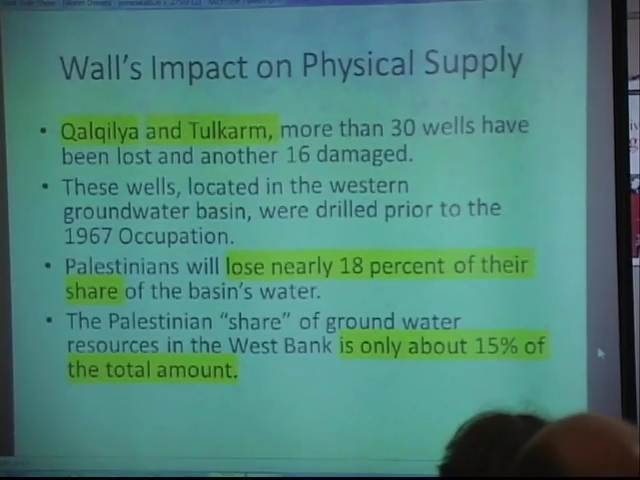 Wall's Impact on Physical Supply
• Qalqilya and Tulkarm, more than 30 wells have
been lost and another 16 damaged.
• These wells, located in the western
groundwater basin, were drilled prior to the
1967 Occupation.
• Palestinians will lose nearly 18 percent of their
share of the basin's water.
• The Palestinian "share" of ground water
resources in the West Bank is only about 15% of
the total amount.